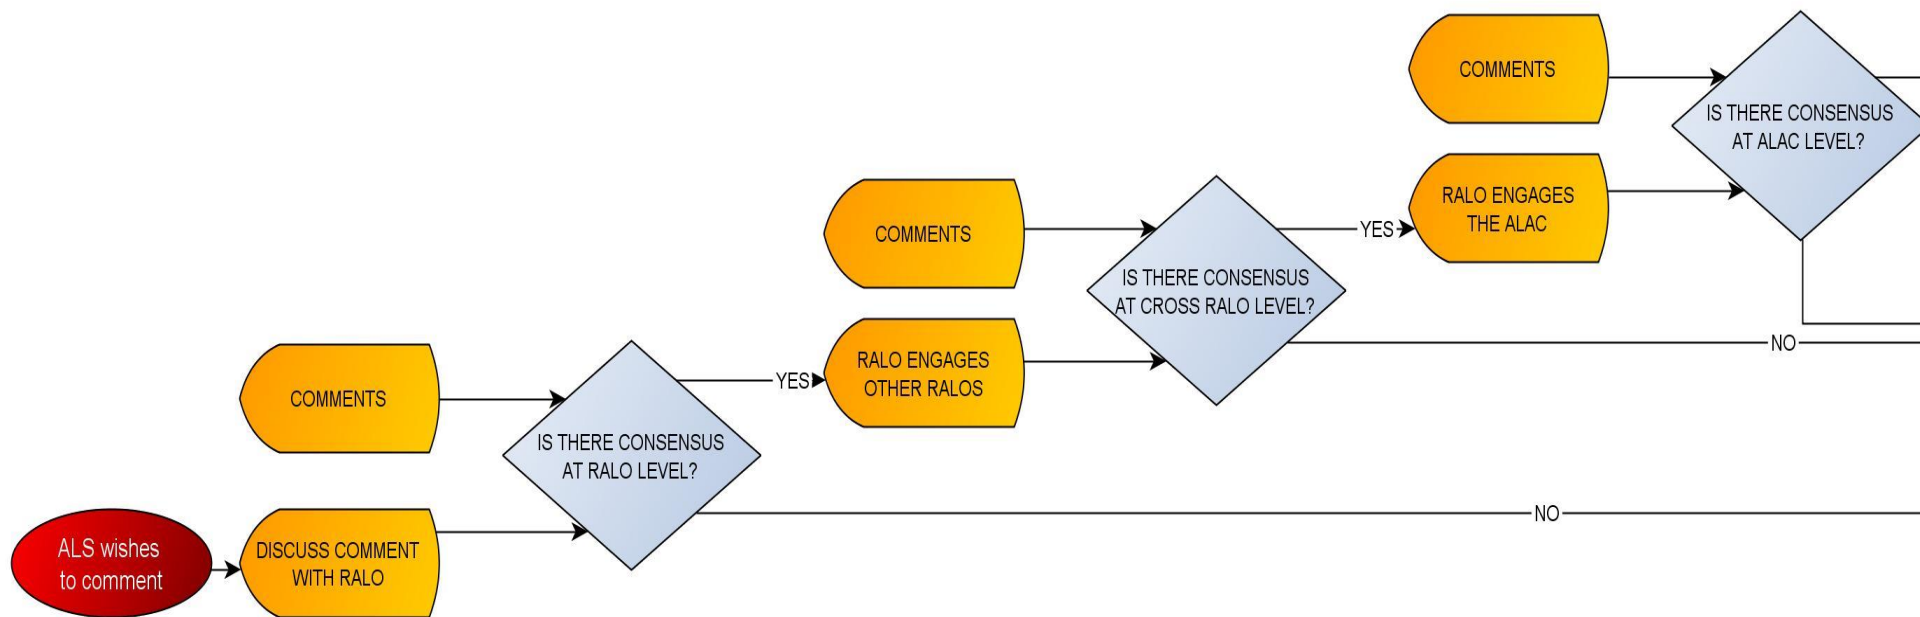 COMMENTS
IS THERE CONSENSUS
AT ALAC LEVEL?
RALO ENGAGES
THE ALAC
COMMENTS
YES
IS THERE CONSENSUS
AT CROSS RALO LEVEL?
NO
RALO ENGAGES
OTHER RALOS
COMMENTS
YES
IS THERE CONSENSUS
AT RALO LEVEL?
NO
ALS wishes
to comment
DISCUSS COMMENT
WITH RALO